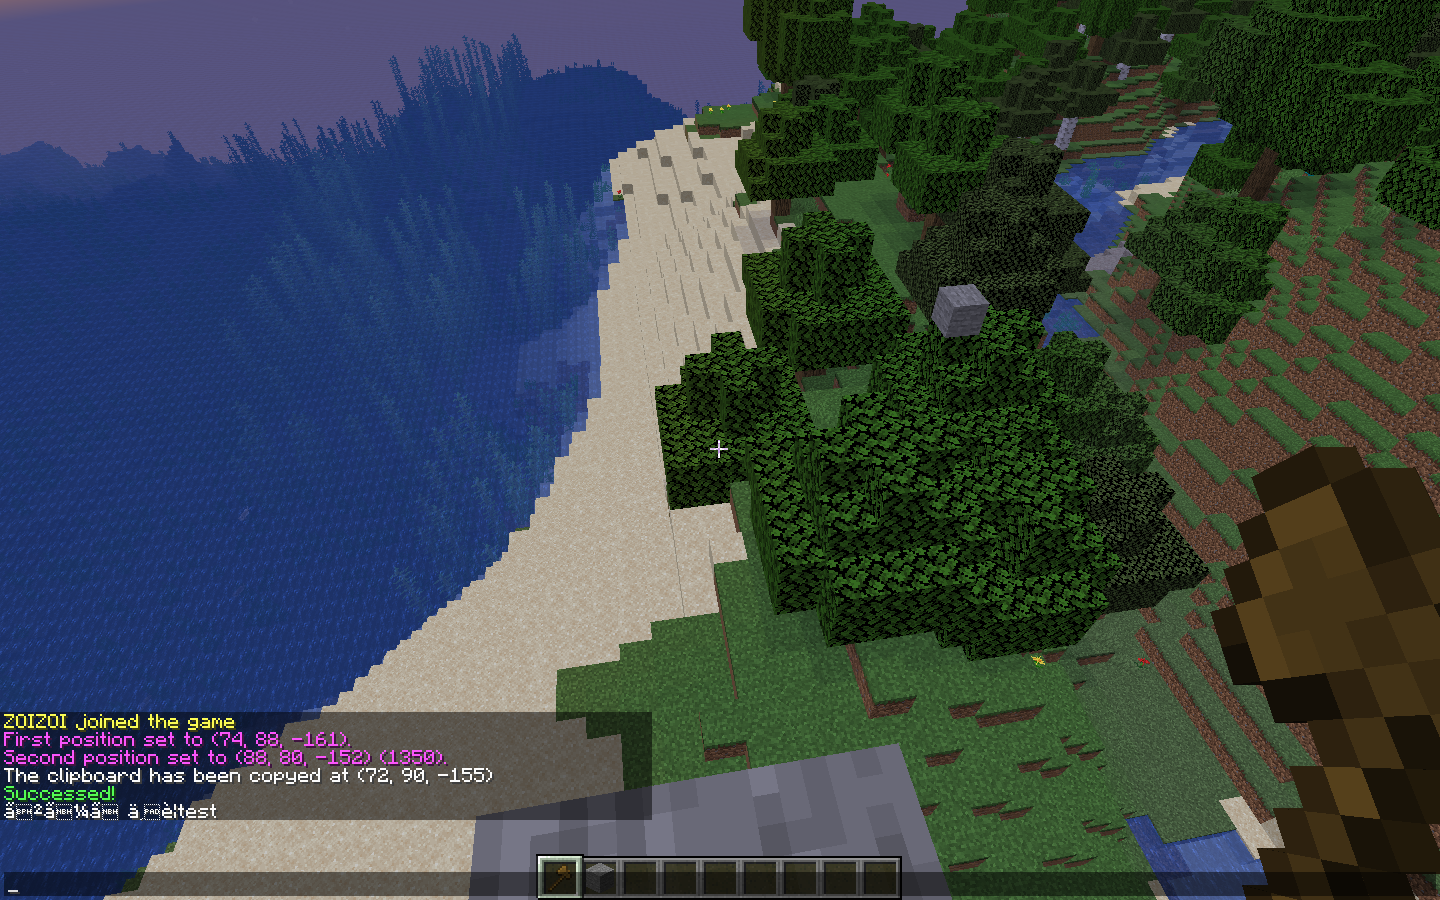 ZOIZOI joined the game
First position set to (74, 88, -161).
Second position set to (88, 80, -152) (1350).
The clipboard has been copyed at (72, 90, -155)
Successed!
test
_